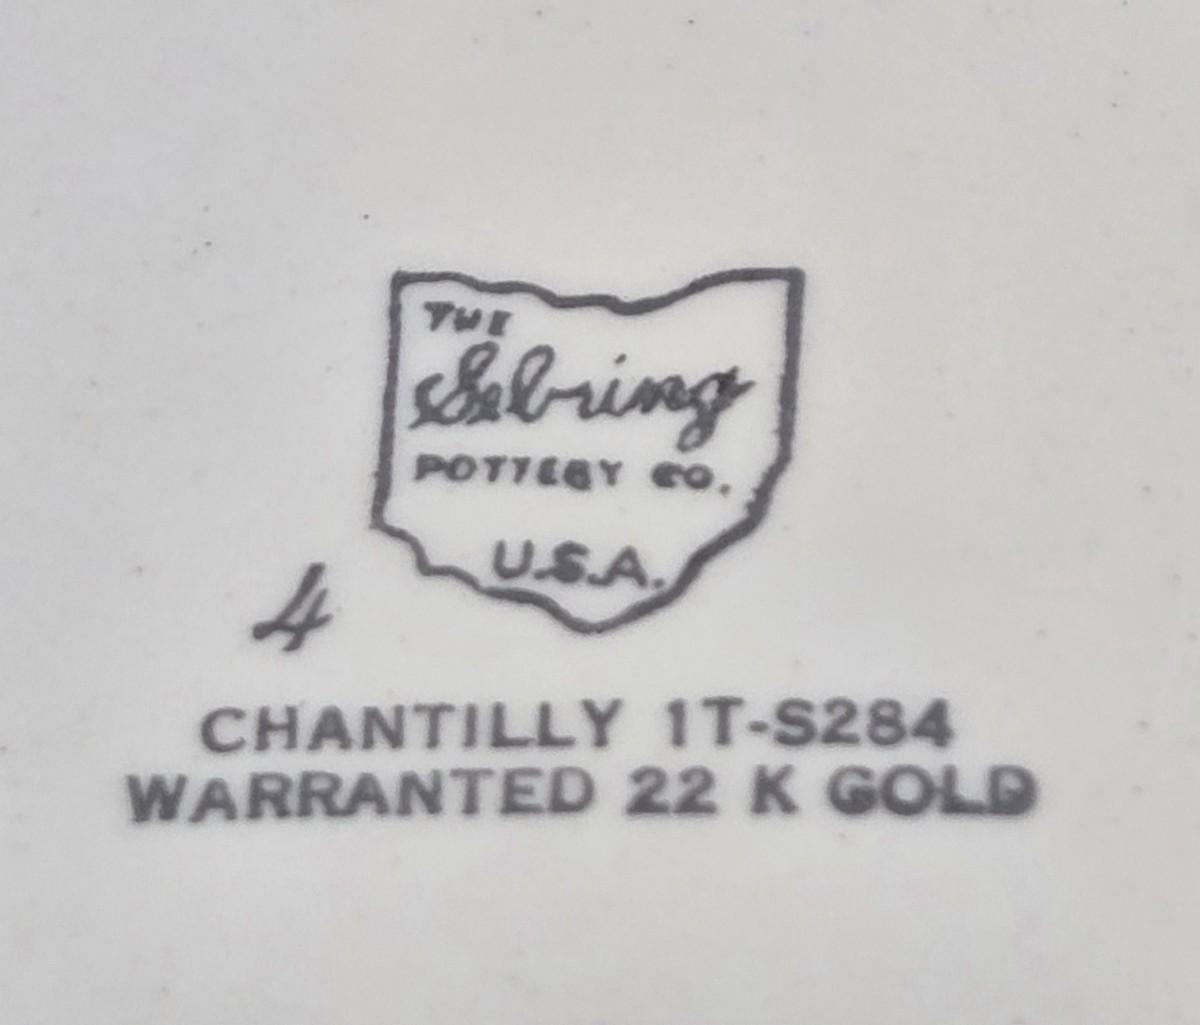 THE
Sebring
POTTERY CO.
U.S.A.
4
CHANTILLY 1T-S284
WARRANTED 22 K GOLD